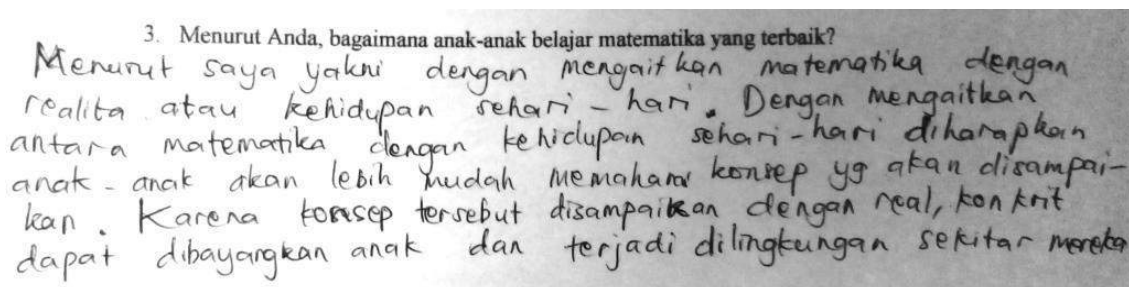 3. Menurut Anda, bagaimana anak-anak belajar matematika yang terbaik?
Menurut saya yakni dengan mengaitkan matematika dengan
realita atau kehidupan sehari-hari. Dengan mengaitkan
antara matematika dengan kehidupan sehari-hari diharapkan
anak-anak akan lebih mudah memahami konsep yg akan disampai-
kan. Karena konsep tersebut disampaikan dengan real, konkrit
dapat dibayangkan anak dan terjadi dilingkungan sekitar mereka